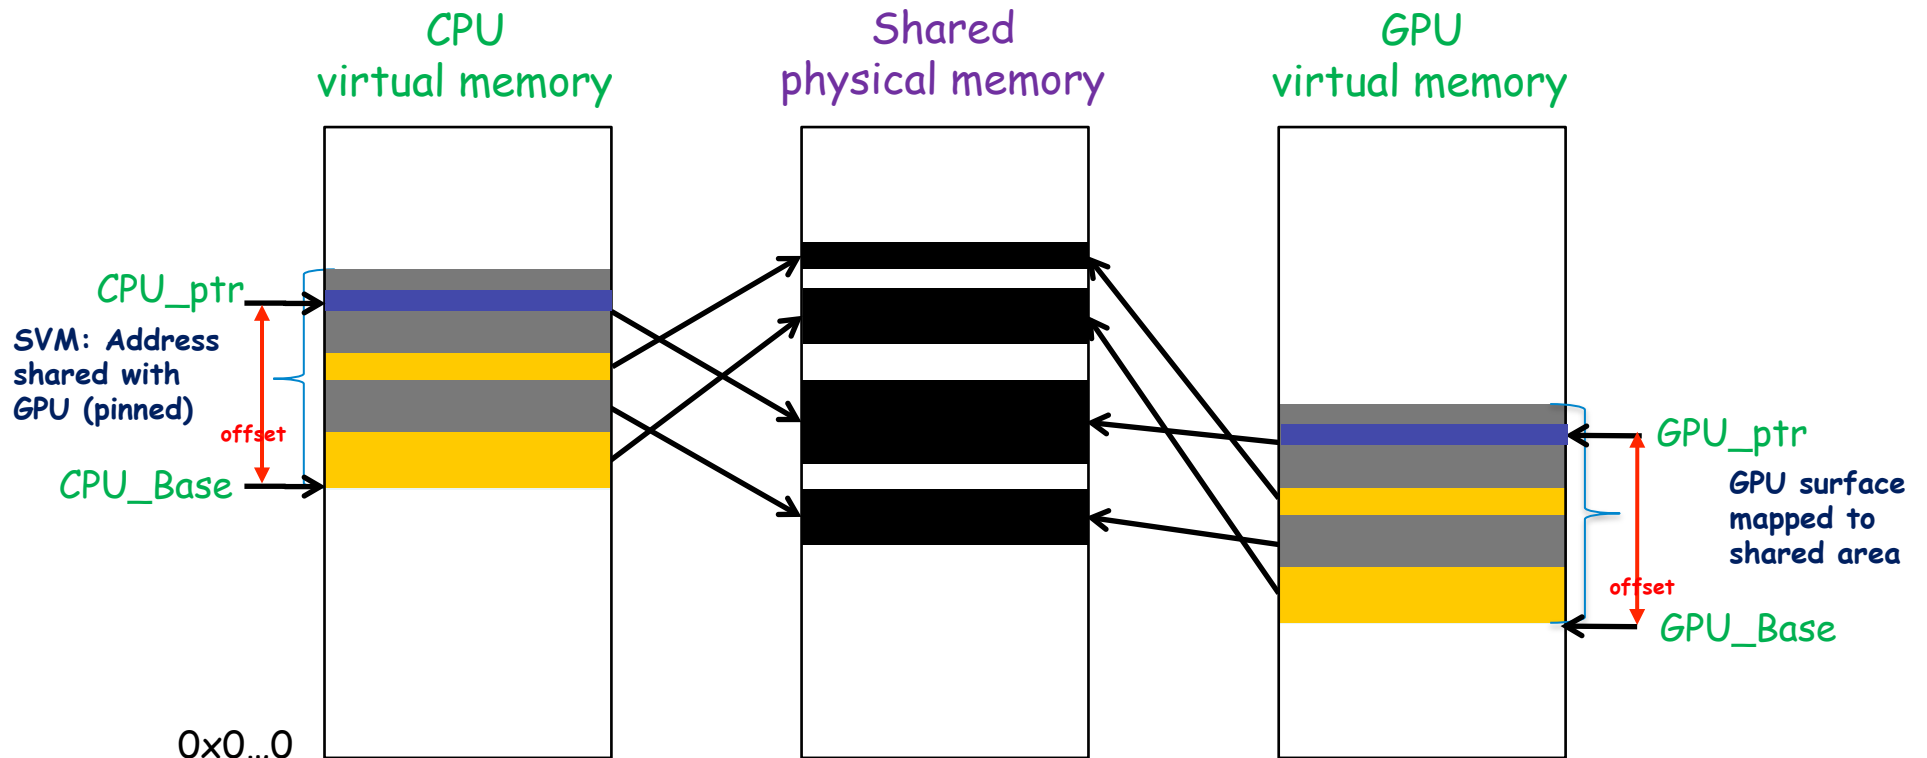 CPU
virtual memory
Shared
physical memory
GPU
virtual memory
CPU_ptr
SVM: Address
shared with
GPU (pinned)
offset
CPU_Base
0x0…0
GPU_ptr
GPU surface
mapped to
shared area
offset
GPU_Base